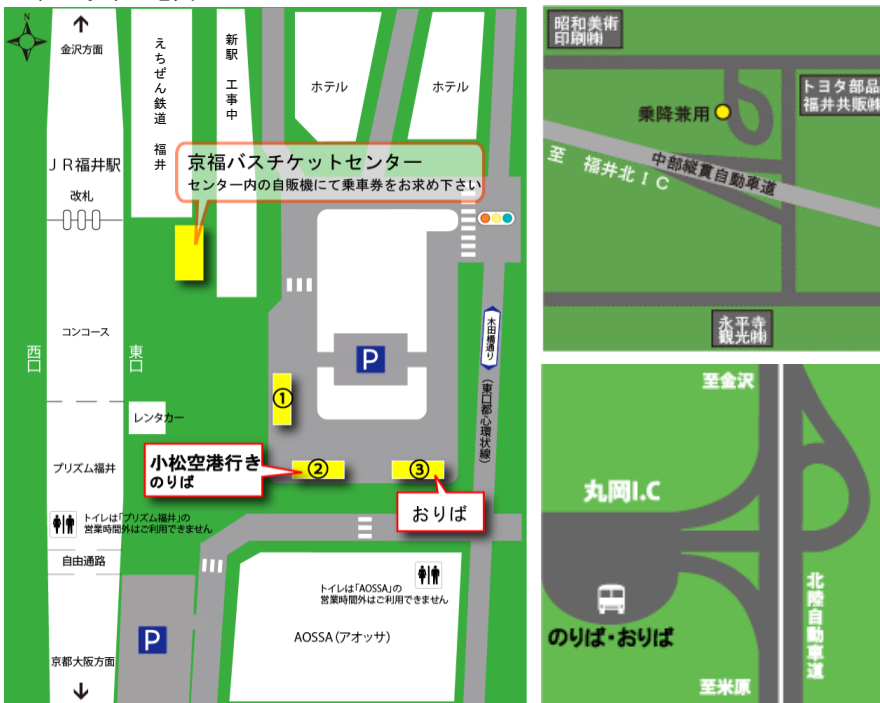 N
金沢方面
えちぜん鉄道 福井
新駅 工事中
ホテル
ホテル
JR福井駅
改札
京福バスチケットセンター
センター内の自販機にて乗車券をお求め下さい
コンコース
西口
東口
P
木田橋通り
(東口都心環状線)
①
レンタカー
プリズム福井
小松空港行き
のりば
②
③
おりば
トイレは「プリズム福井」の
営業時間外はご利用できません
自由通路
トイレは「AOSSA」の
営業時間外はご利用できません
P
AOSSA(アオッサ)
京都大阪方面
昭和美術
印刷㈱
トヨタ部品
福井共販㈱
乗降兼用
至 福井北IC
中部縦貫自動車道
永平寺
観光㈱
至金沢
丸岡I.C
のりば・おりば
北陸自動車道
至米原